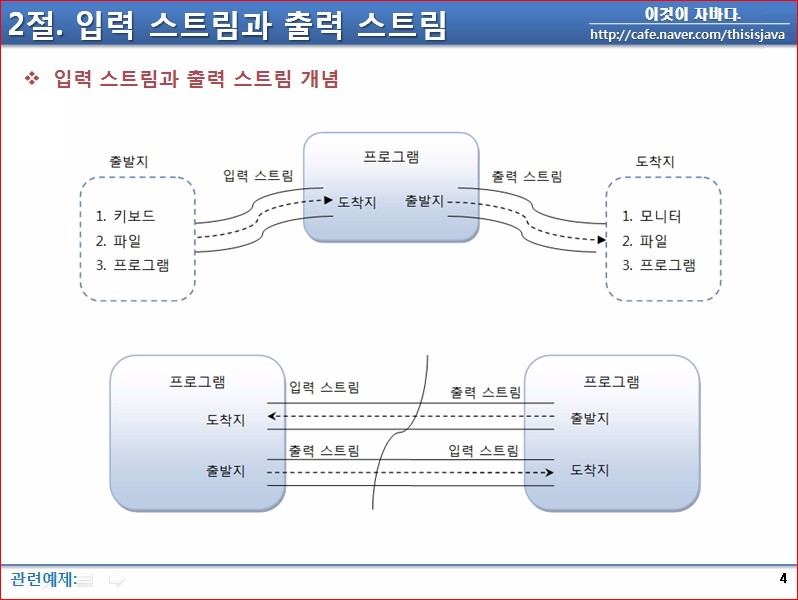 2절. 입력 스트림과 출력 스트림
이것이 자바다.
http://cafe.naver.com/thisisjava
❖ 입력 스트림과 출력 스트림 개념
출발지
1. 키보드
2. 파일
3. 프로그램
입력 스트림
프로그램
도착지 출발지
출력 스트림
도착지
1. 모니터
2. 파일
3. 프로그램
프로그램
도착지
출발지
입력 스트림
출력 스트림
출력 스트림
입력 스트림
프로그램
출발지
도착지
관련예제:
4